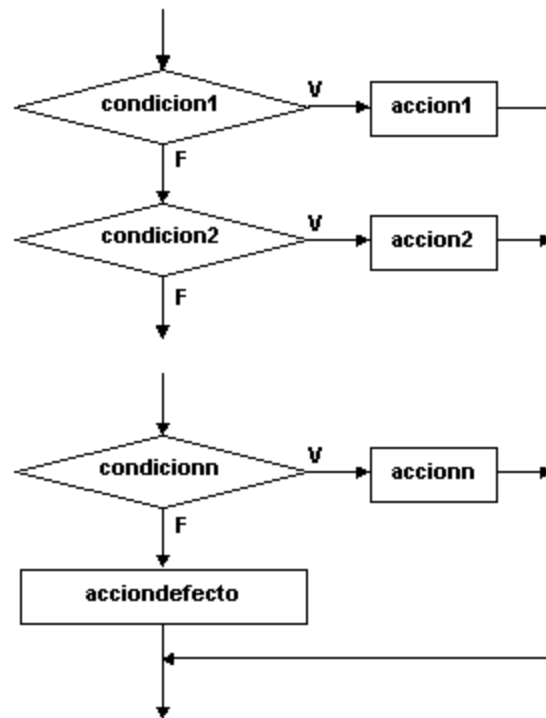 condicion1
V
accion1
F
condicion2
V
accion2
F
condicionn
V
accionn
F
acciondefecto